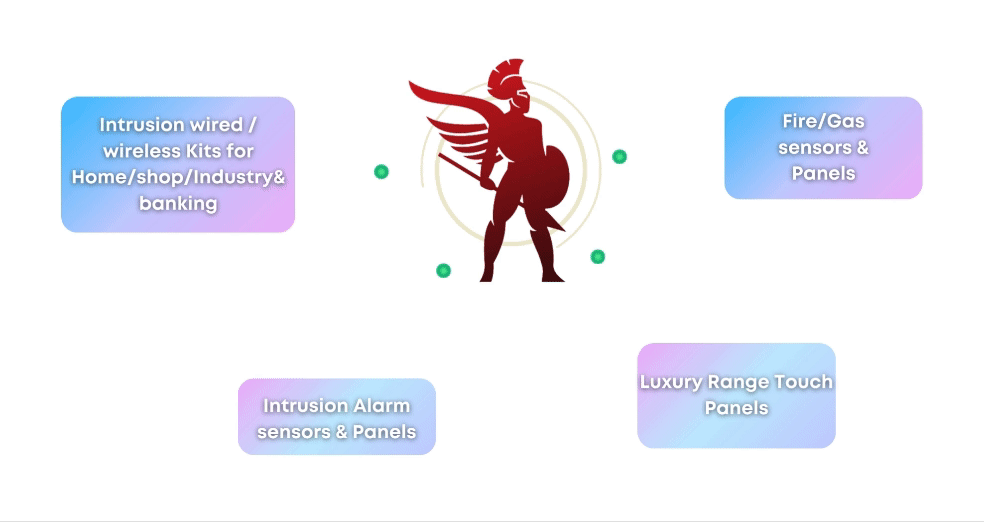 Intrusion wired /
wireless Kits for
Home/shop/Industry&
banking
Fire/Gas
sensors &
Panels
Intrusion Alarm
sensors & Panels
Luxury Range Touch
Panels